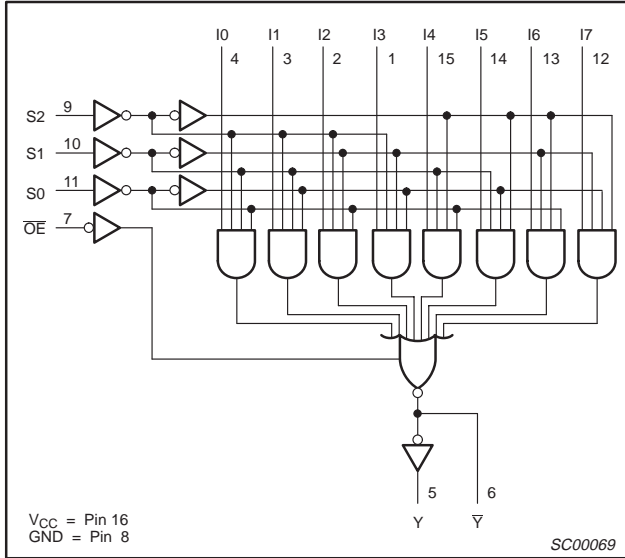 I0 I1 I2 I3 I4 I5 I6 I7
4 3 2 1 15 14 13 12
S2 9
S1 10
S0 11
O̅E̅ 7
5 6
Y Y̅
VCC = Pin 16
GND = Pin 8
SC00069